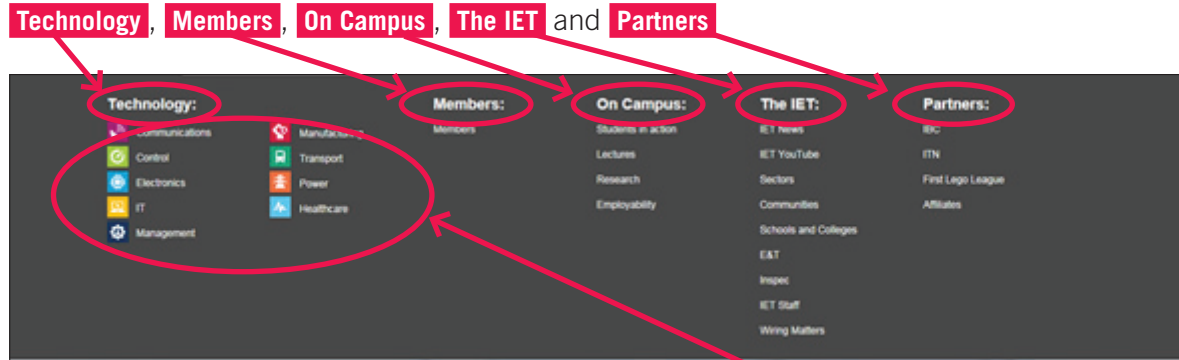 Technology, Members, On Campus, The IET and Partners
Technology: Members: On Campus: The IET: Partners:
Communications Manufacturing Members Students in action IET News IBC
Control Transport Lectures IET YouTube ITN
Electronics Power Research Sectors First Lego League
IT Healthcare Employability Communities Affiliates
Management Schools and Colleges
E&T
Inspec
IET Staff
Wiring Matters